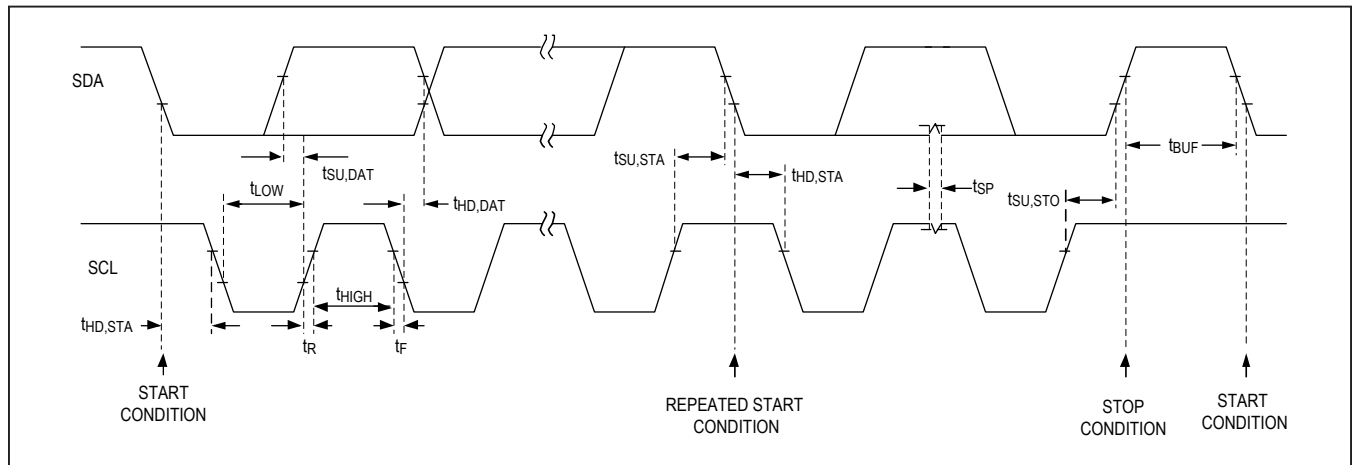 SDA
tSU,DAT
tLOW
tHD,DAT
tSU,STA
tHD,STA
tSP
tBUF
tSU,STO
SCL
tHIGH
tHD,STA
tR
tF
START
CONDITION
REPEATED START
CONDITION
STOP
CONDITION
START
CONDITION